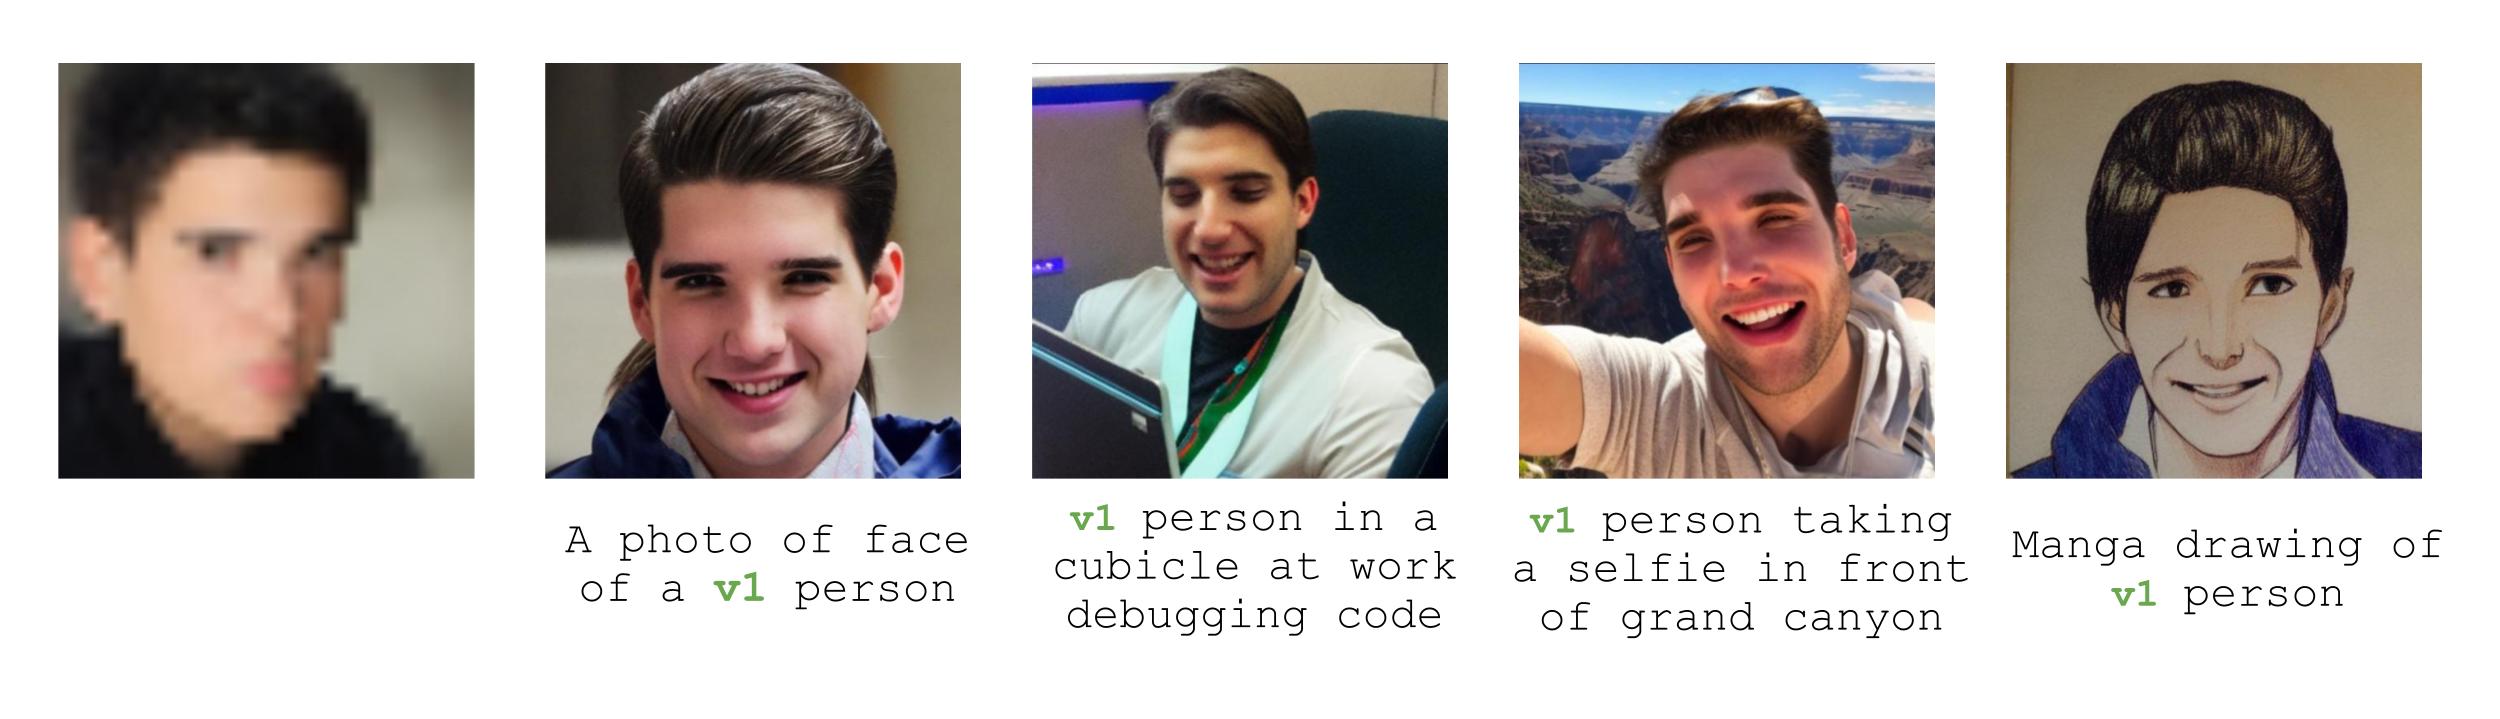 A photo of face
of a v1 person
v1 person in a
cubicle at work
debugging code
v1 person taking
a selfie in front
of grand canyon
Manga drawing of
v1 person